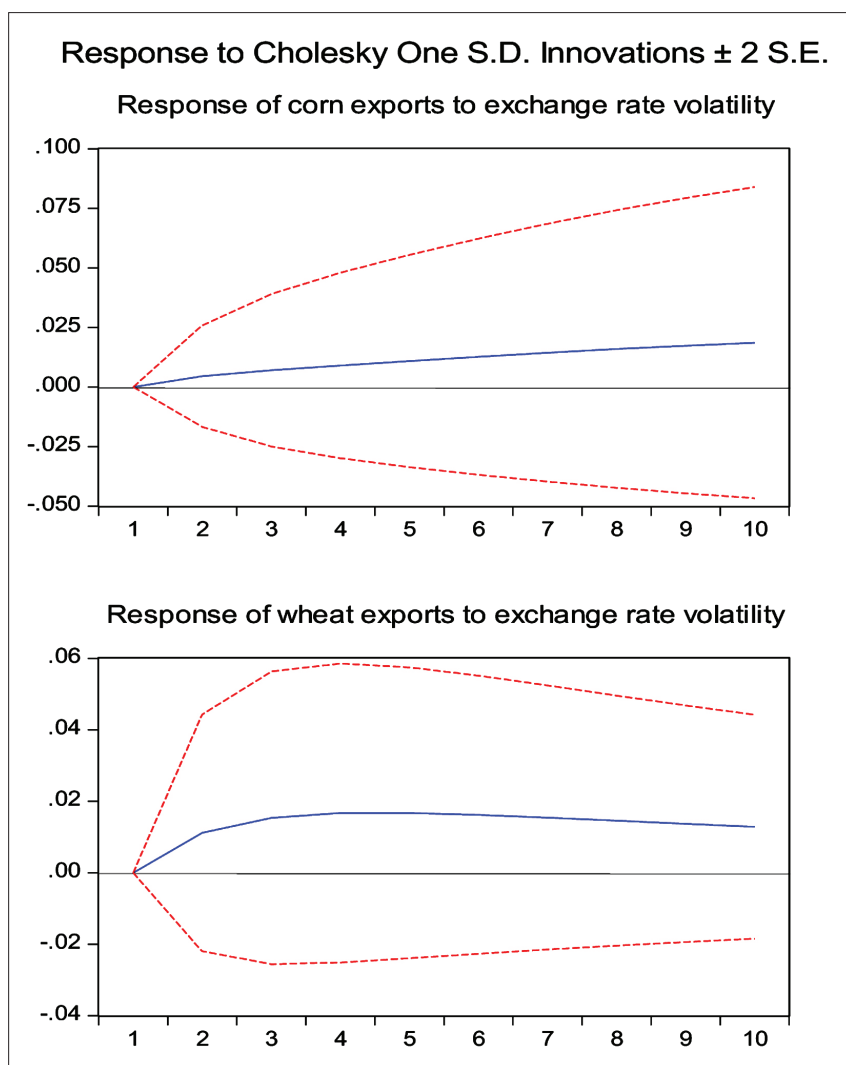 Response to Cholesky One S.D. Innovations ± 2 S.E.
Response of corn exports to exchange rate volatility
.100
.075
.050
.025
.000
-.025
-.050
1 2 3 4 5 6 7 8 9 10
Response of wheat exports to exchange rate volatility
.06
.04
.02
.00
-.02
-.04
1 2 3 4 5 6 7 8 9 10